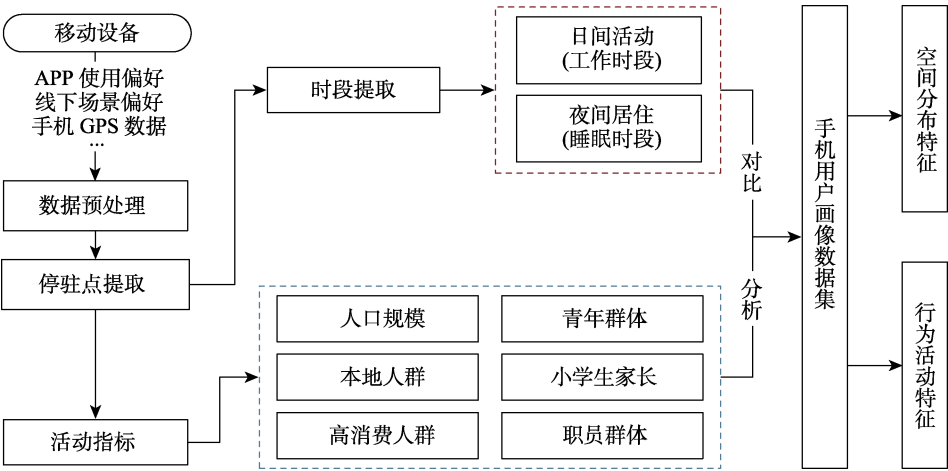 移动设备
APP 使用偏好
线下场景偏好
手机 GPS 数据
...
数据预处理
停驻点提取
活动指标
时段提取
日间活动
(工作时段)
夜间居住
(睡眠时段)
人口规模
青年群体
本地人群
小学生家长
高消费人群
职员群体
对比
分析
手机用户画像数据集
空间分布特征
行为活动特征